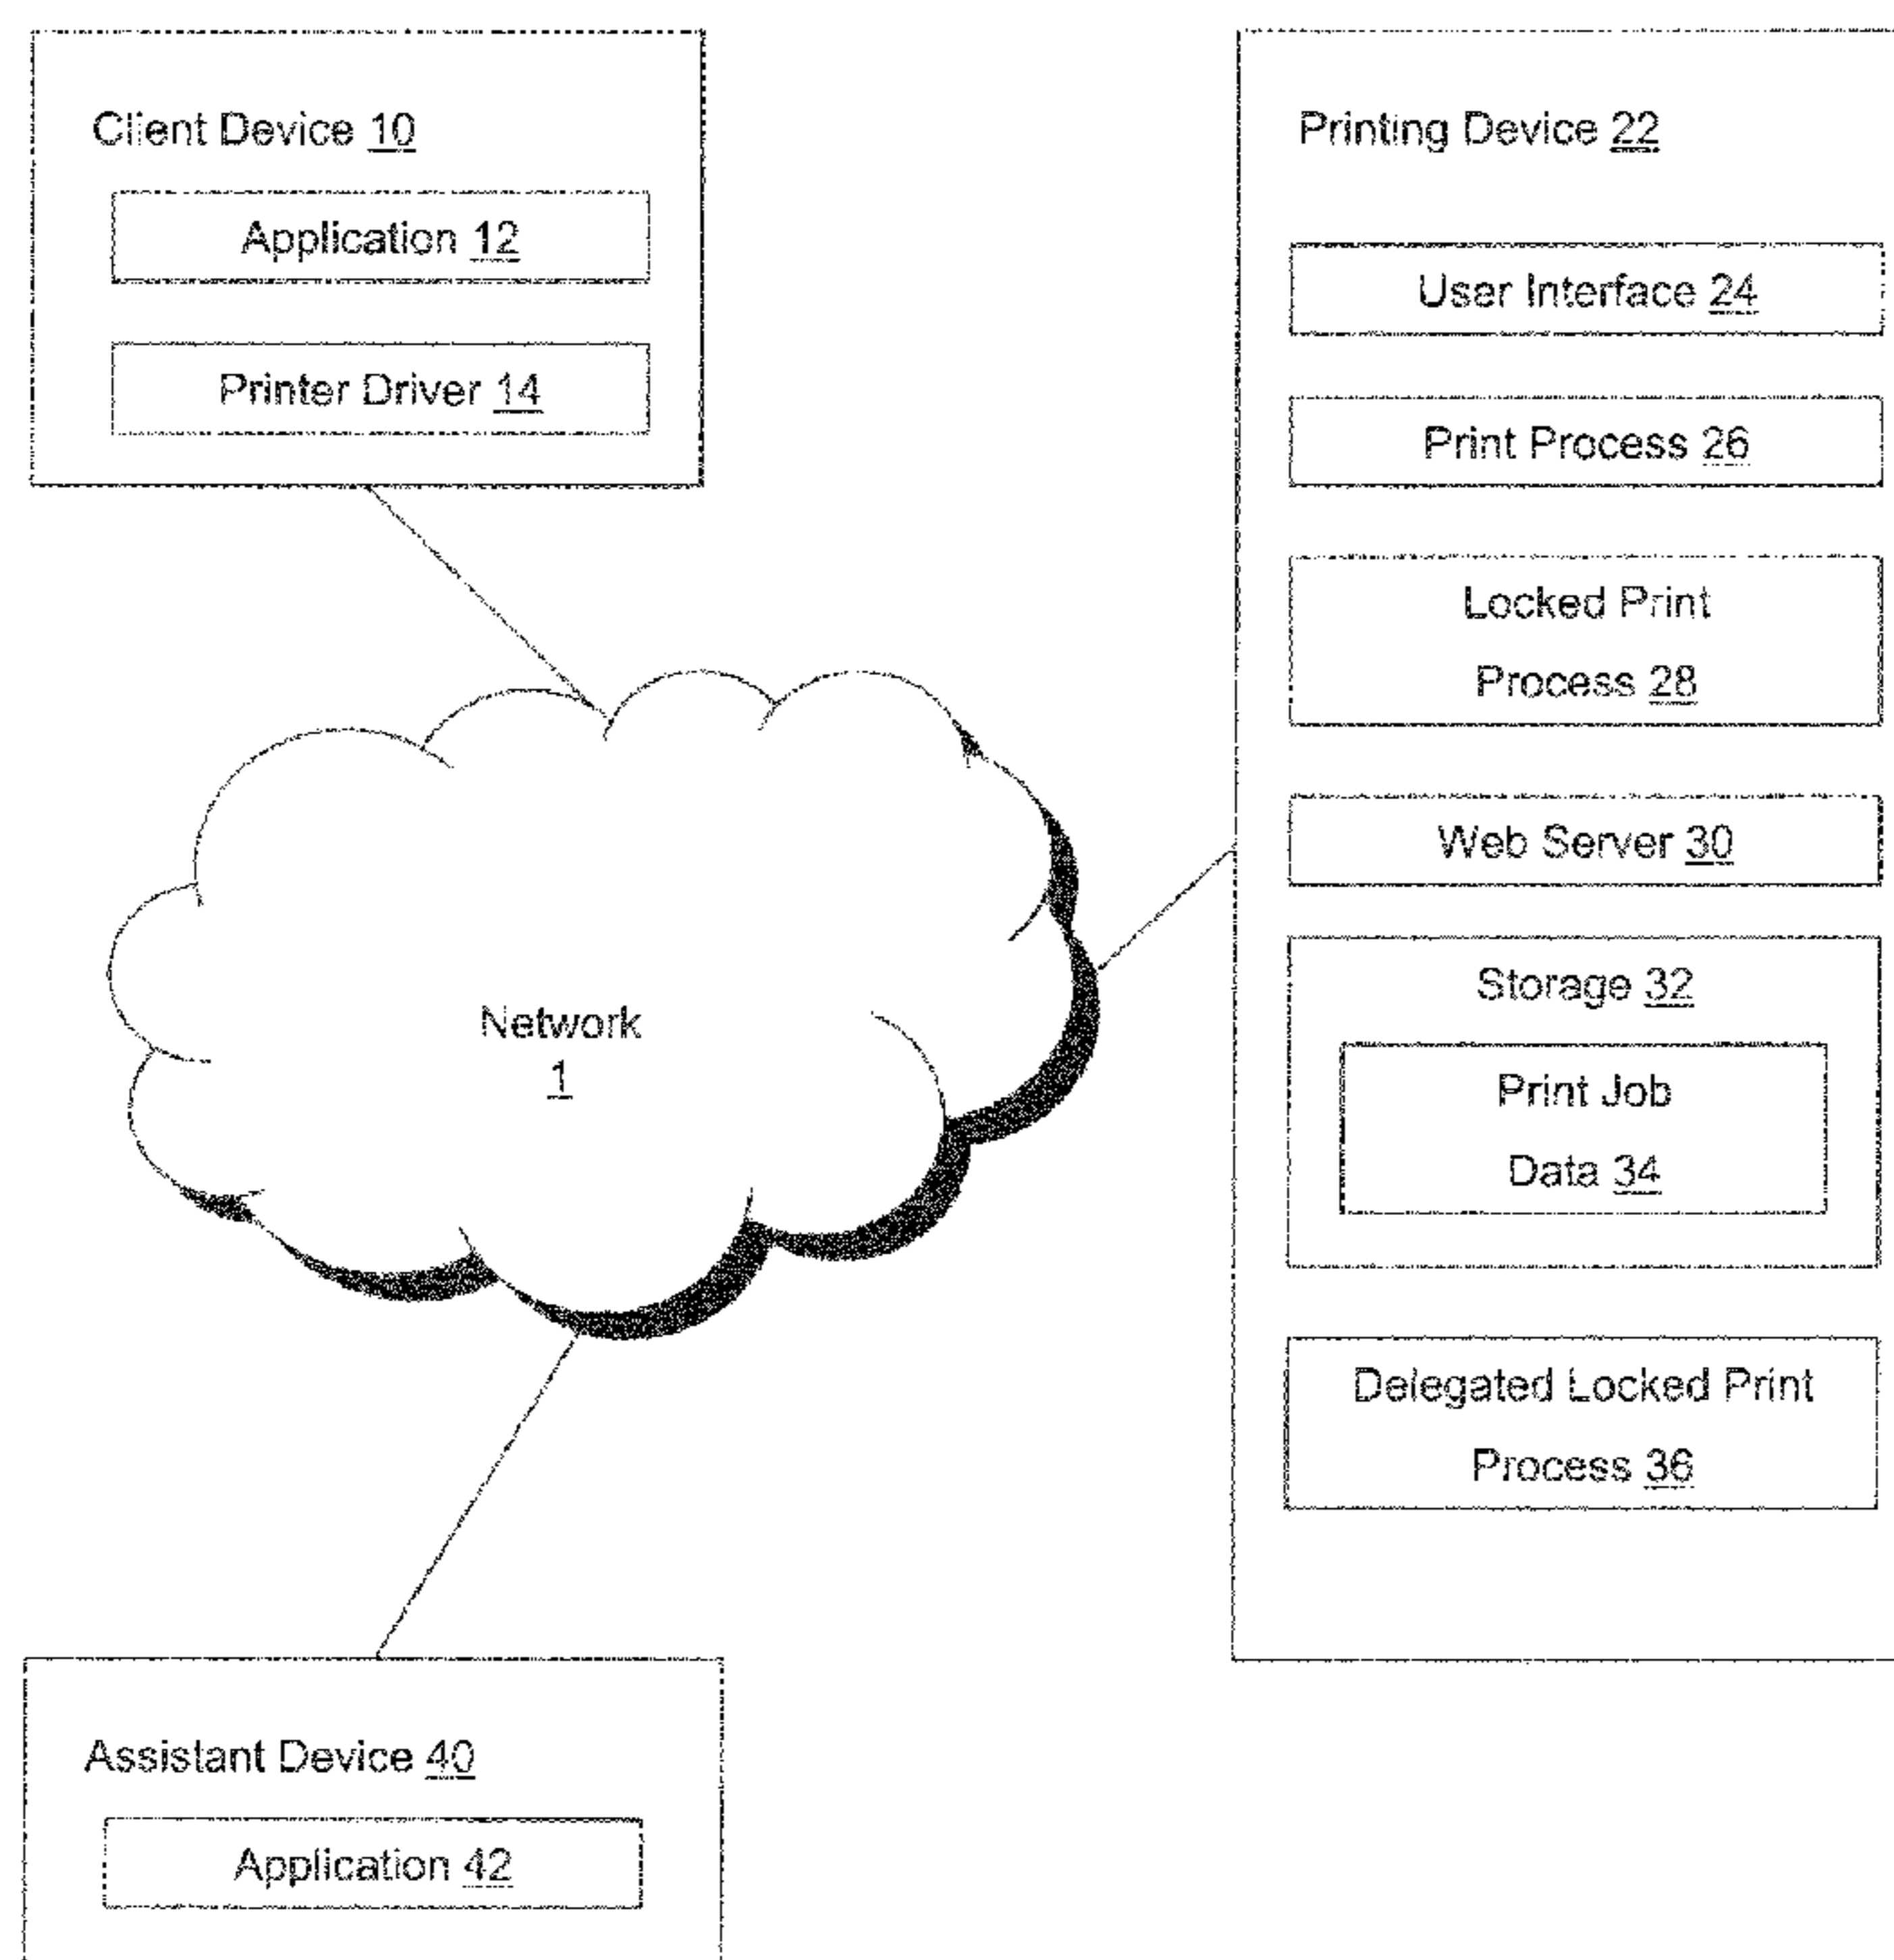 Client Device 10
Application 12
Printer Driver 14
Network
1
Assistant Device 40
Application 42
Printing Device 22
User Interface 24
Print Process 26
Locked Print
Process 28
Web Server 30
Storage 32
Print Job
Data 34
Delegated Locked Print
Process 36